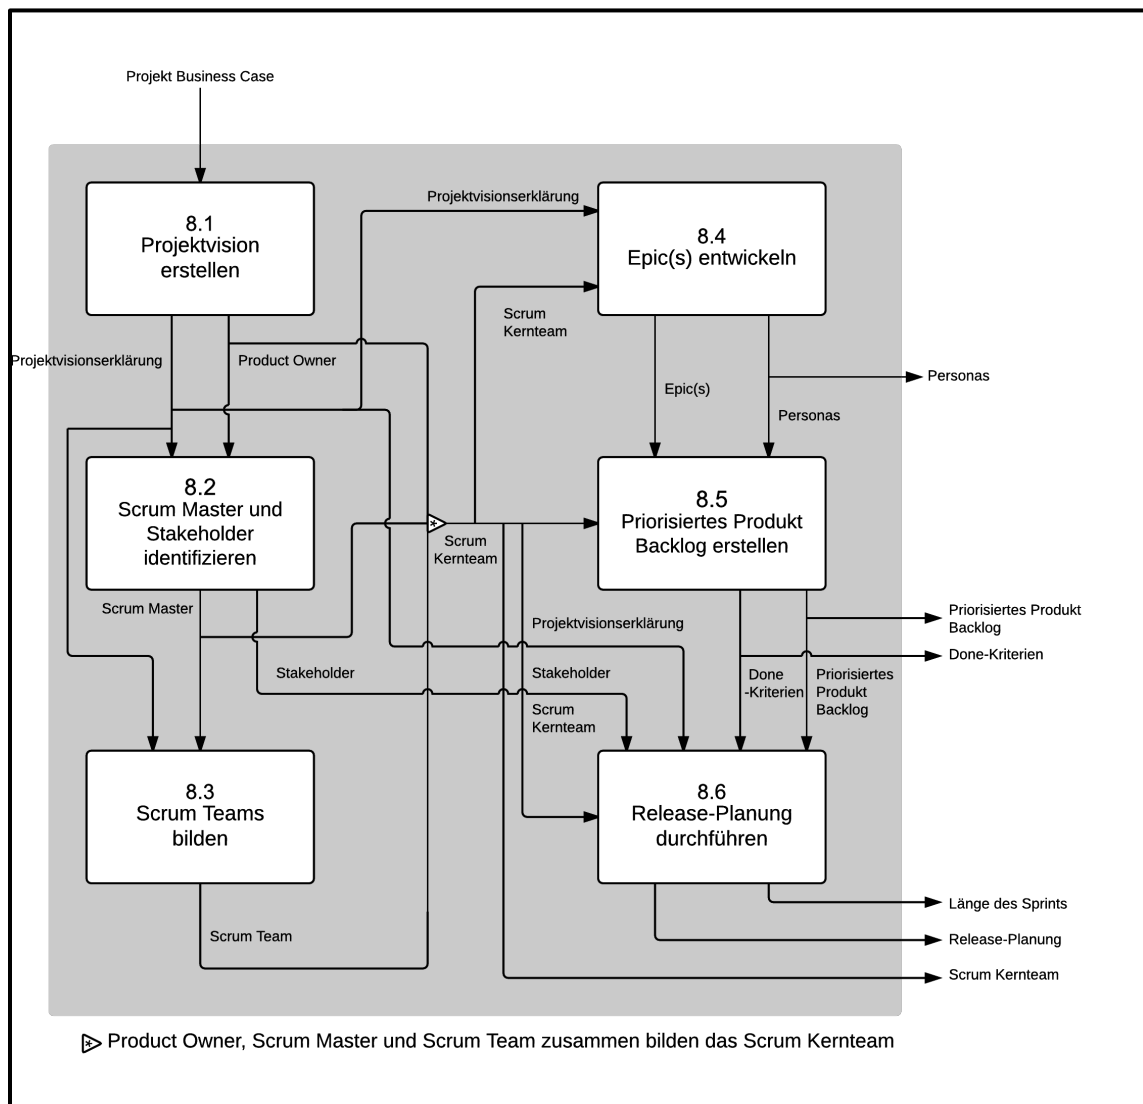 Projekt Business Case
8.1
Projektvision
erstellen
Projektvisionserklärung
8.4
Epic(s) entwickeln
Scrum
Kernteam
Projektvisionserklärung
Product Owner
Epic(s)
Personas
Personas
8.2
Scrum Master und
Stakeholder
identifizieren
Scrum
Kernteam
8.5
Priorisiertes Produkt
Backlog erstellen
Scrum Master
Projektvisionserklärung
Priorisiertes Produkt
Backlog
Done-Kriterien
Stakeholder
Stakeholder
Scrum
Kernteam
Done
-Kriterien
Priorisiertes
Produkt
Backlog
8.3
Scrum Teams
bilden
8.6
Release-Planung
durchführen
Länge des Sprints
Scrum Team
Release-Planung
Scrum Kernteam
* Product Owner, Scrum Master und Scrum Team zusammen bilden das Scrum Kernteam